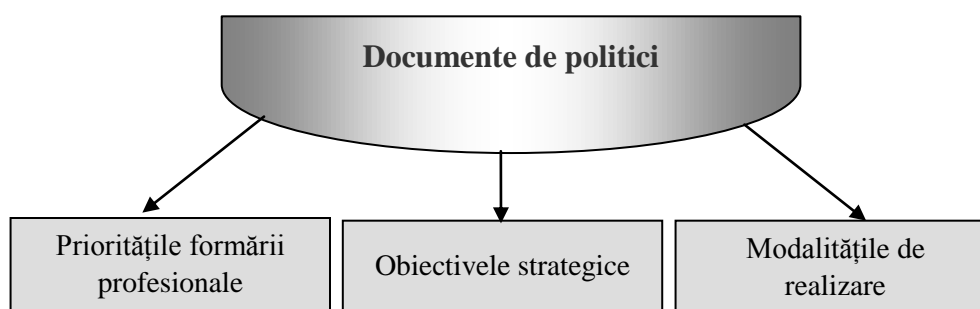 Documente de politici
Prioritățile formării
profesionale
Obiectivele strategice
Modalitățile de
realizare